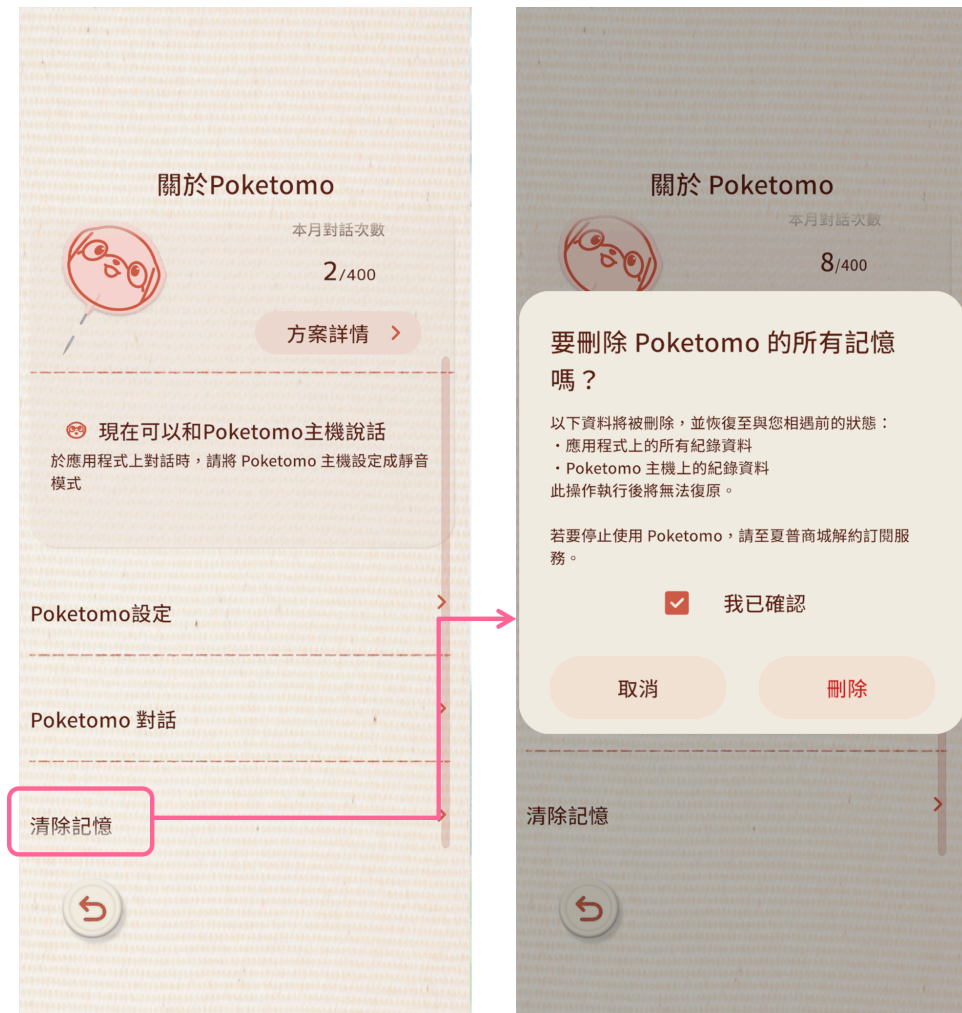 關於Poketomo
本月對話次數
2/400
方案詳情
現在可以和Poketomo主機說話
於應用程式上對話時，請將 Poketomo 主機設定成靜音
模式
Poketomo設定
Poketomo 對話
清除記憶
關於 Poketomo
本月對話次數
8/400
要刪除 Poketomo 的所有記憶
嗎？
以下資料將被刪除，並恢復至與您相遇前的狀態：
・應用程式上的所有紀錄資料
・Poketomo 主機上的紀錄資料
此操作執行後將無法復原。
若要停止使用 Poketomo，請至夏普商城解約訂閱服
務。
我已確認
取消
刪除
清除記憶